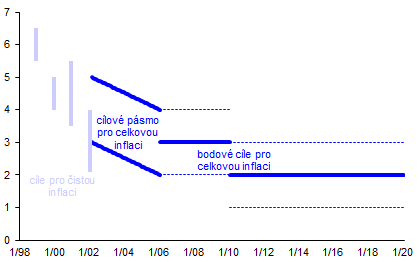 7
6
5
4
3
2
1
0
cílové pásmo
pro celkovou
inflaci
bodové cíle pro
celkovou inflaci
cíle pro čistou
inflaci
1/98 1/00 1/02 1/04 1/06 1/08 1/10 1/12 1/14 1/16 1/18 1/20